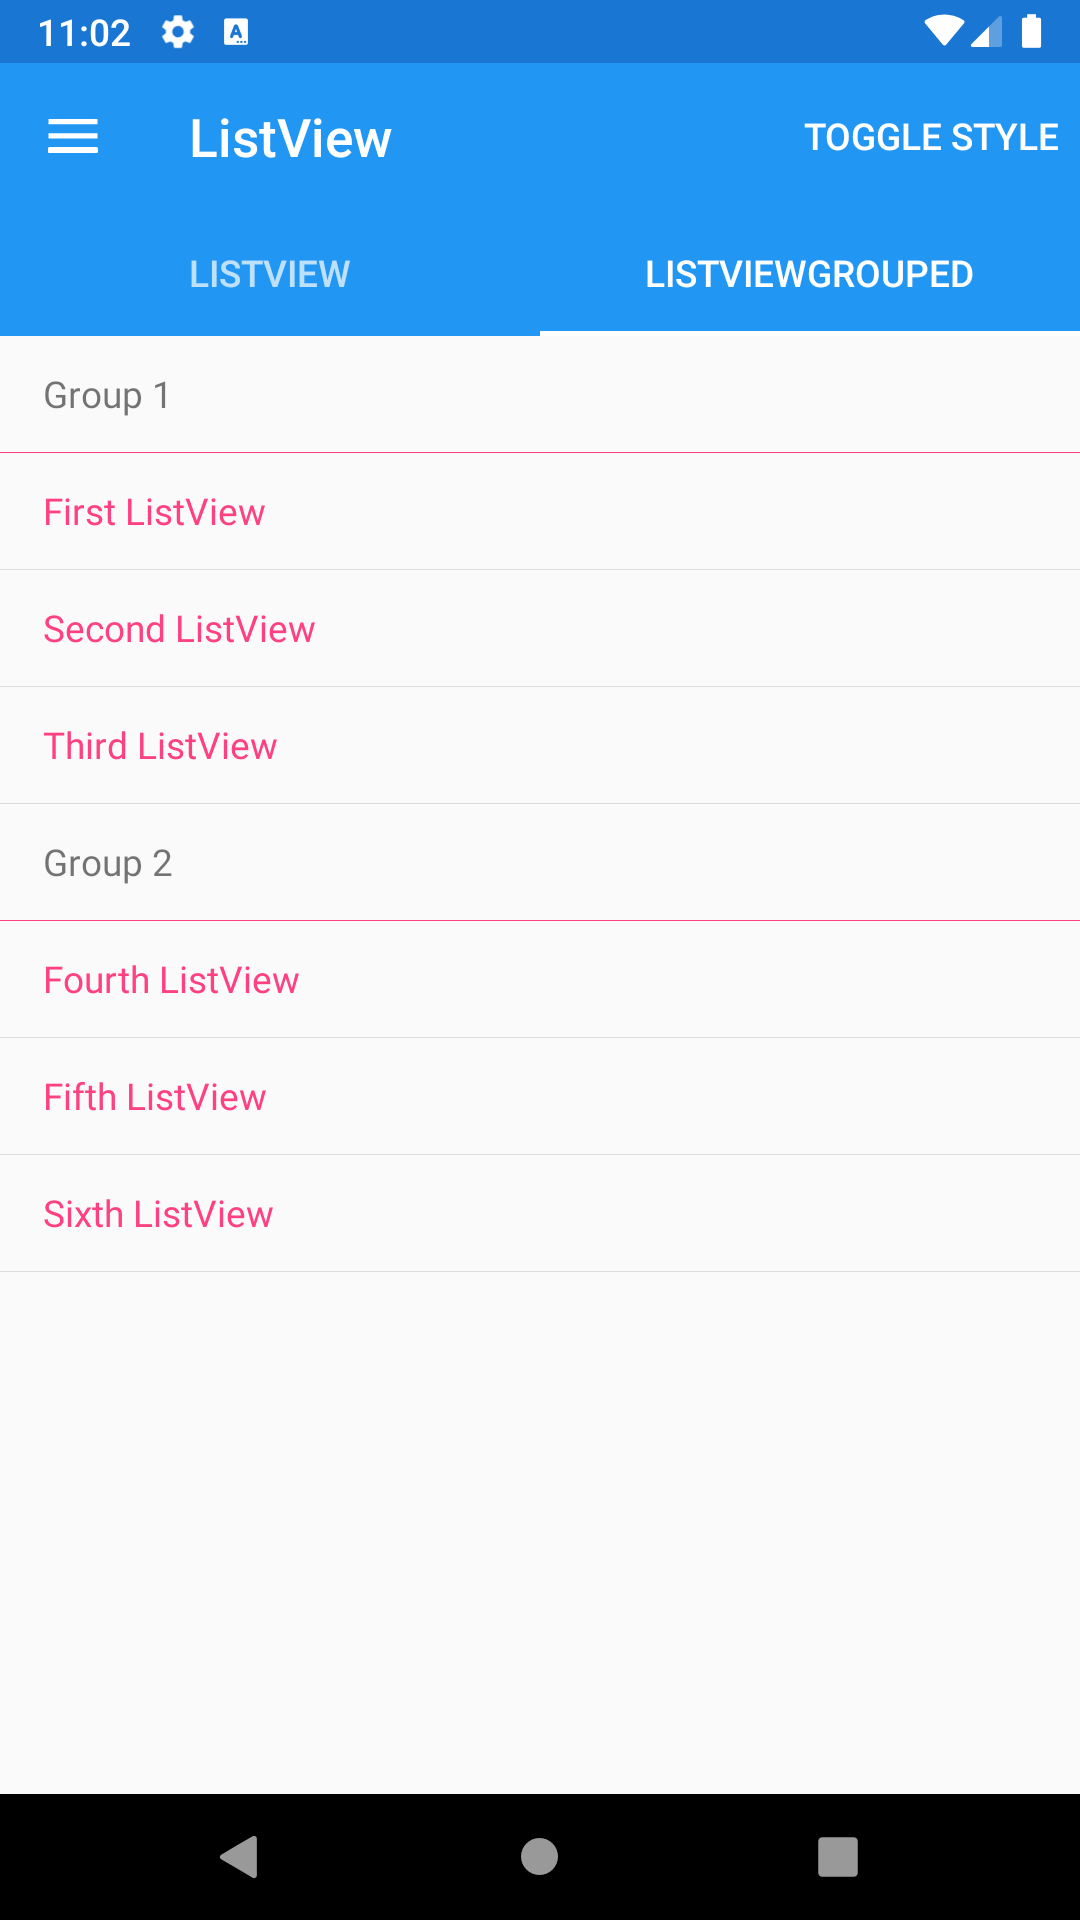 11:02
ListView
TOGGLE STYLE
LISTVIEW
LISTVIEWGROUPED
Group 1
First ListView
Second ListView
Third ListView
Group 2
Fourth ListView
Fifth ListView
Sixth ListView